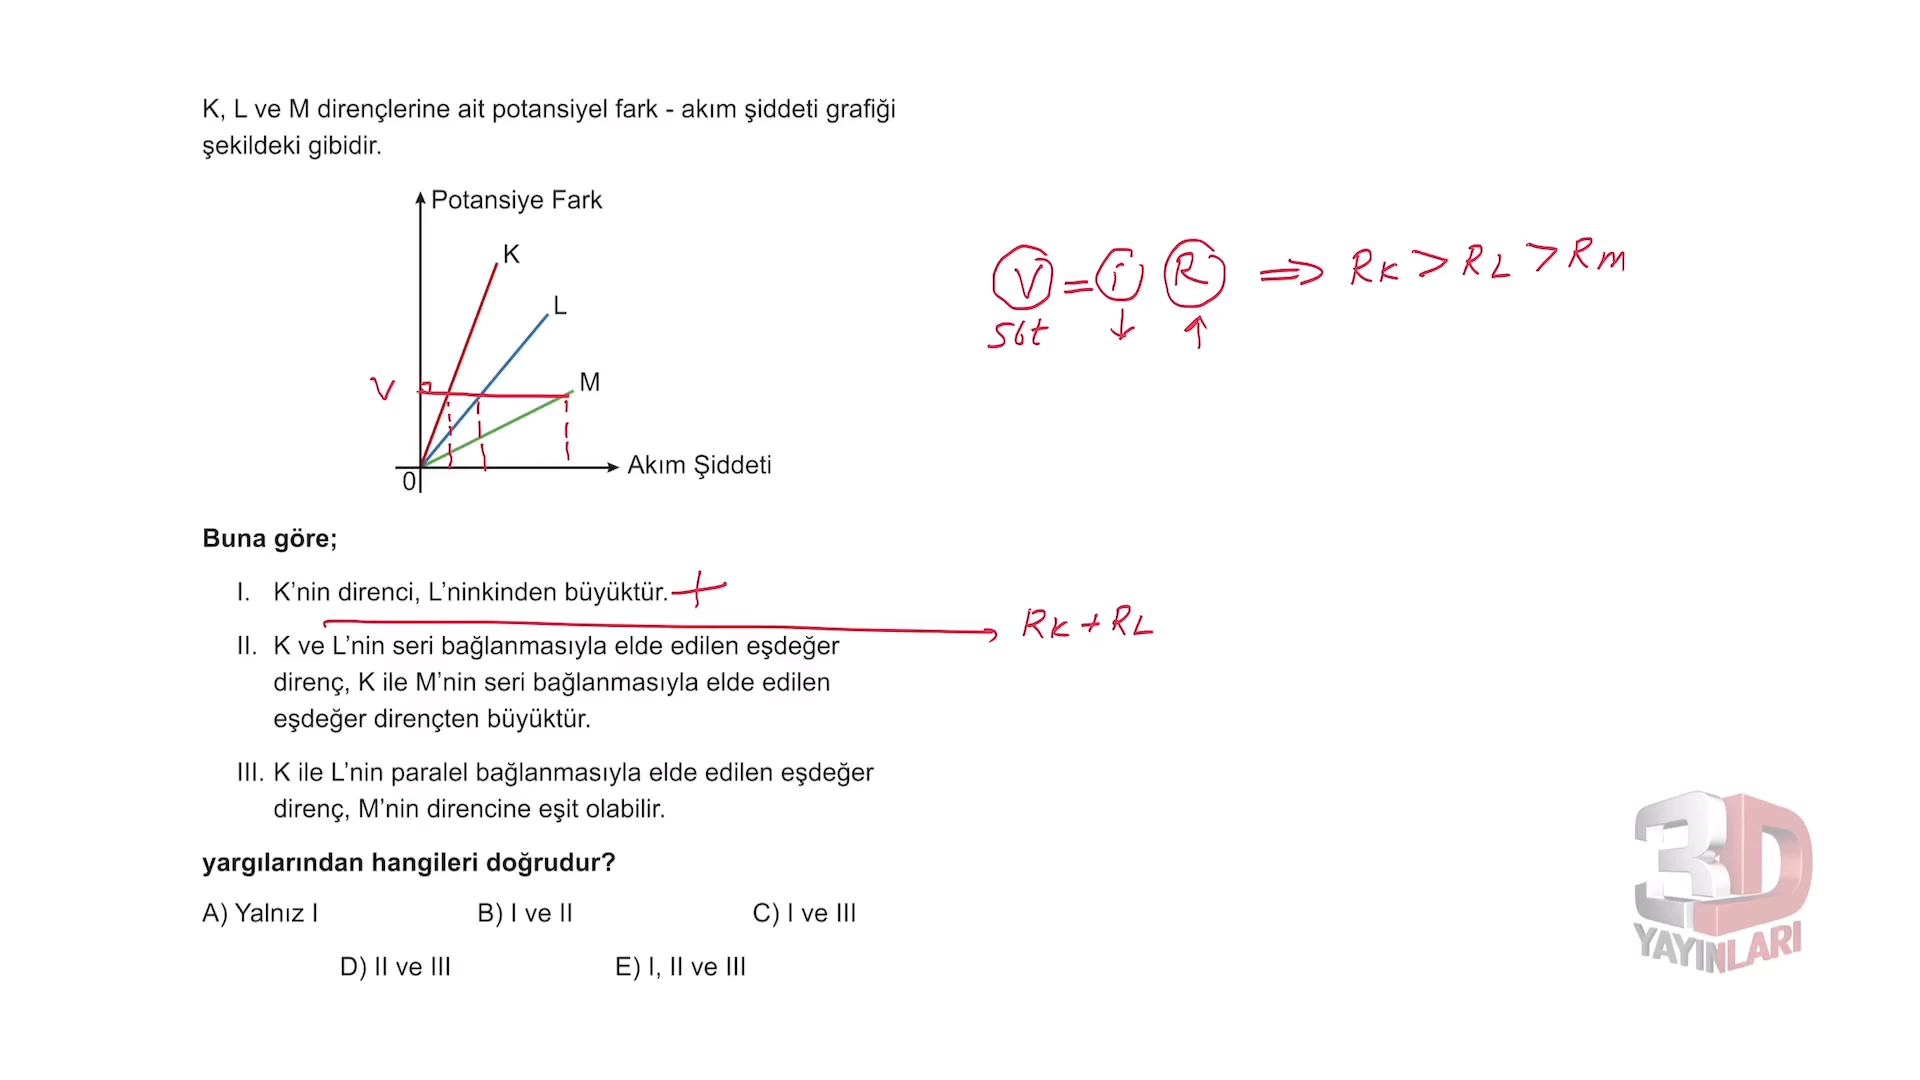 K, L ve M dirençlerine ait potansiyel fark - akım şiddeti grafiği
şekildeki gibidir.
Potansiye Fark
K
L
M
V
0
Akım Şiddeti
V = i R ⇒ RK > RL > RM
Sbt ↓ ↑
Buna göre;
I. K’nin direnci, L’ninkinden büyüktür. +
RK + RL
II. K ve L’nin seri bağlanmasıyla elde edilen eşdeğer
direnç, K ile M’nin seri bağlanmasıyla elde edilen
eşdeğer dirençten büyüktür.
III. K ile L’nin paralel bağlanmasıyla elde edilen eşdeğer
direnç, M’nin direncine eşit olabilir.
yargılarından hangileri doğrudur?
A) Yalnız I B) I ve II C) I ve III
D) II ve III E) I, II ve III
3D
YAYINLARI